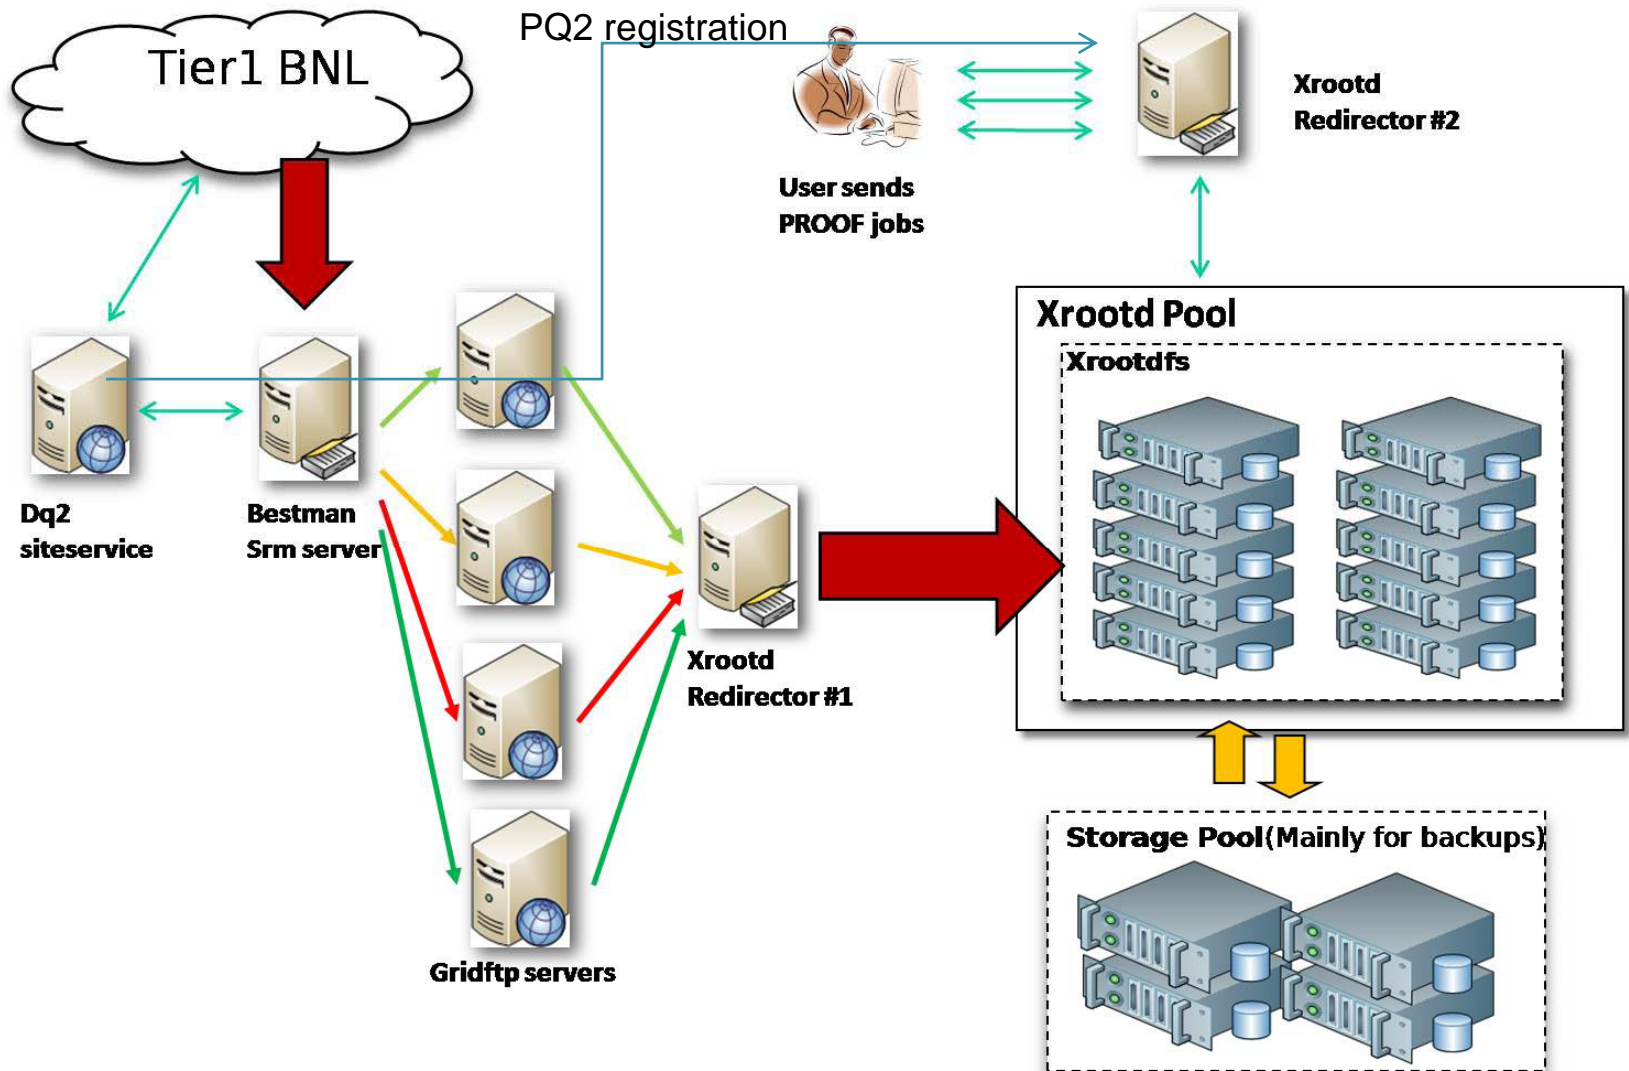 PQ2 registration
Tier1 BNL
Xrootd
Redirector #2
User sends
PROOF jobs
Xrootd Pool
Xrootdfs
Dq2
siteservice
Bestman
Srm server
Xrootd
Redirector #1
Storage Pool(Mainly for backups)
Gridftp servers